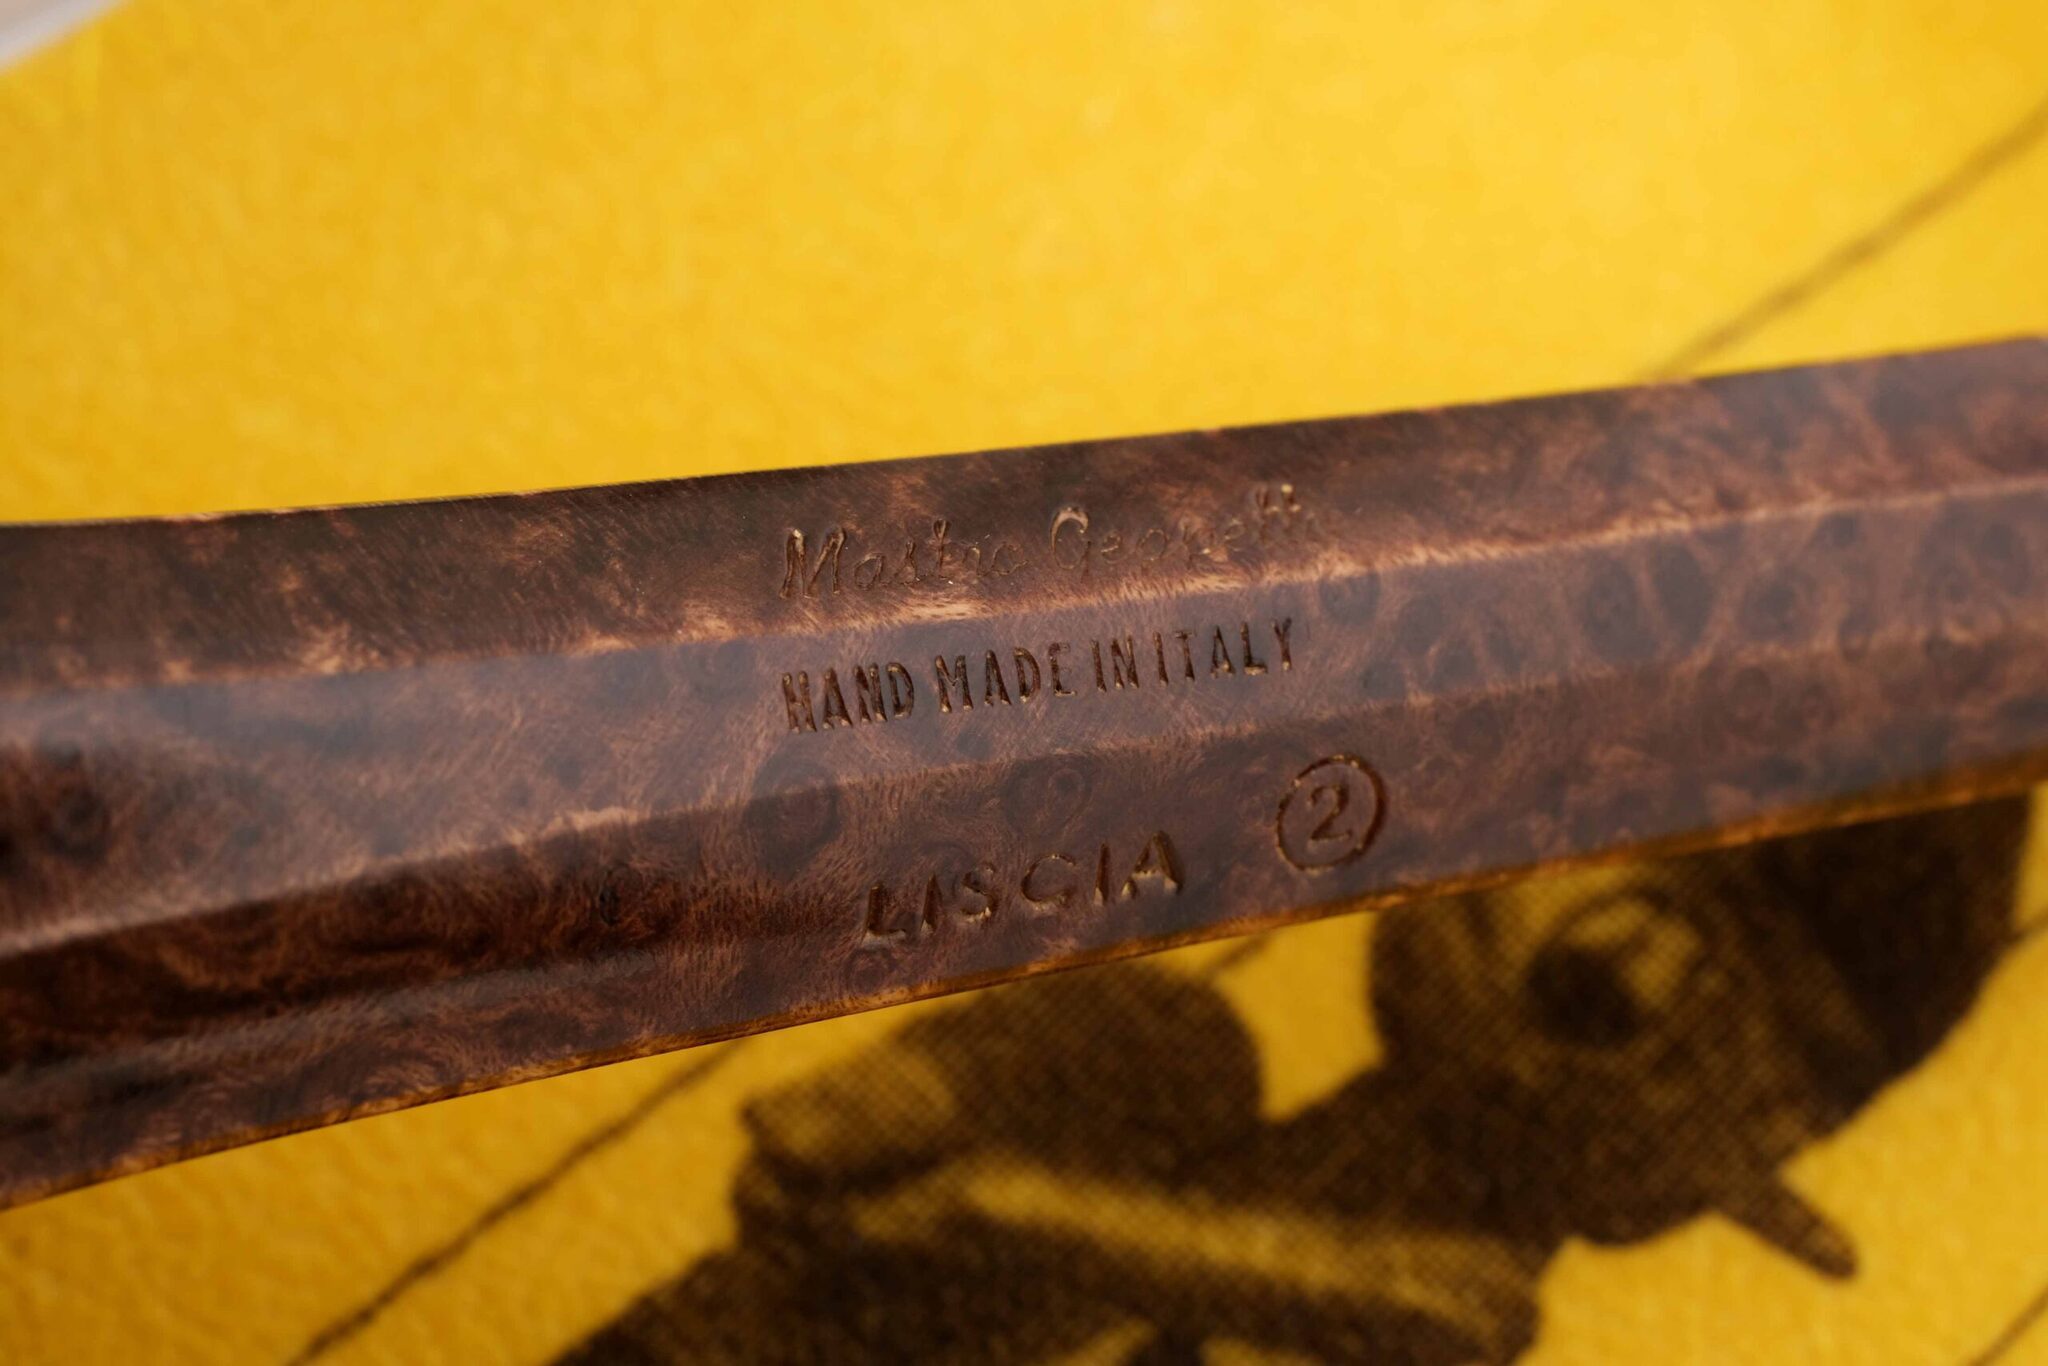 Mastro Geppetto
HAND MADE IN ITALY
LISCIA 2